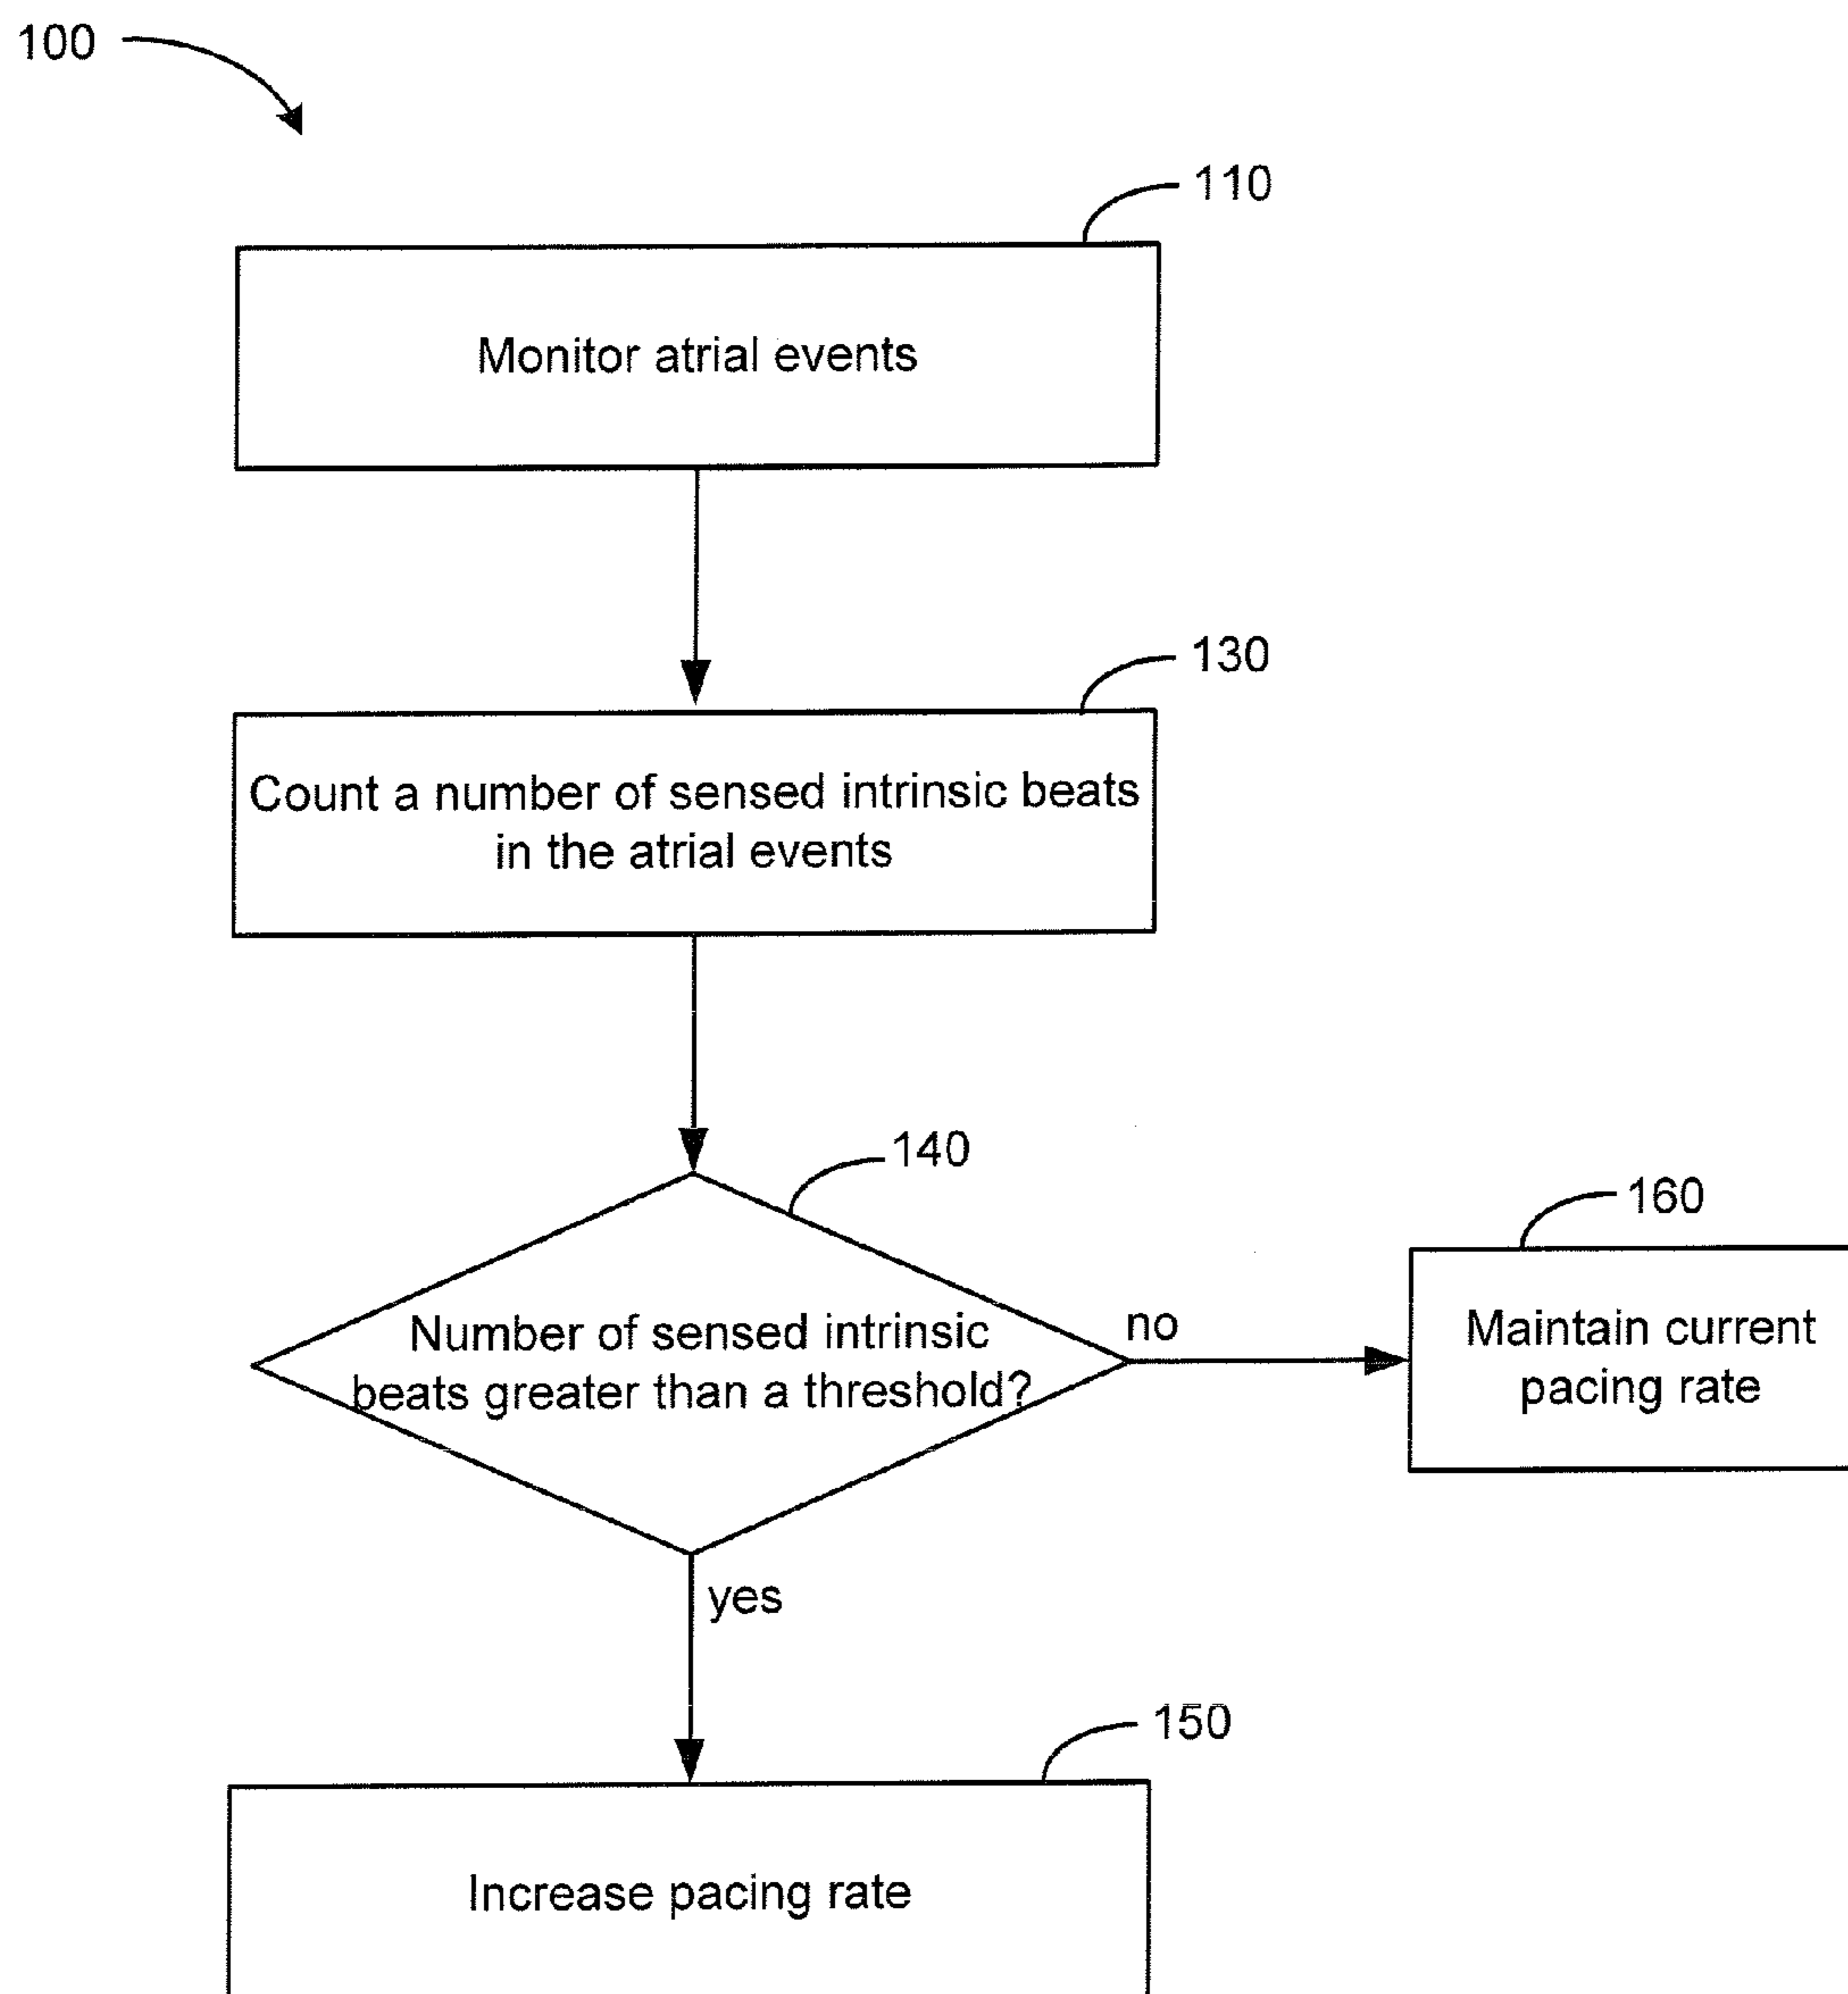 100
110
Monitor atrial events
130
Count a number of sensed intrinsic beats
in the atrial events
140
Number of sensed intrinsic
beats greater than a threshold?
no
160
Maintain current
pacing rate
yes
150
Increase pacing rate